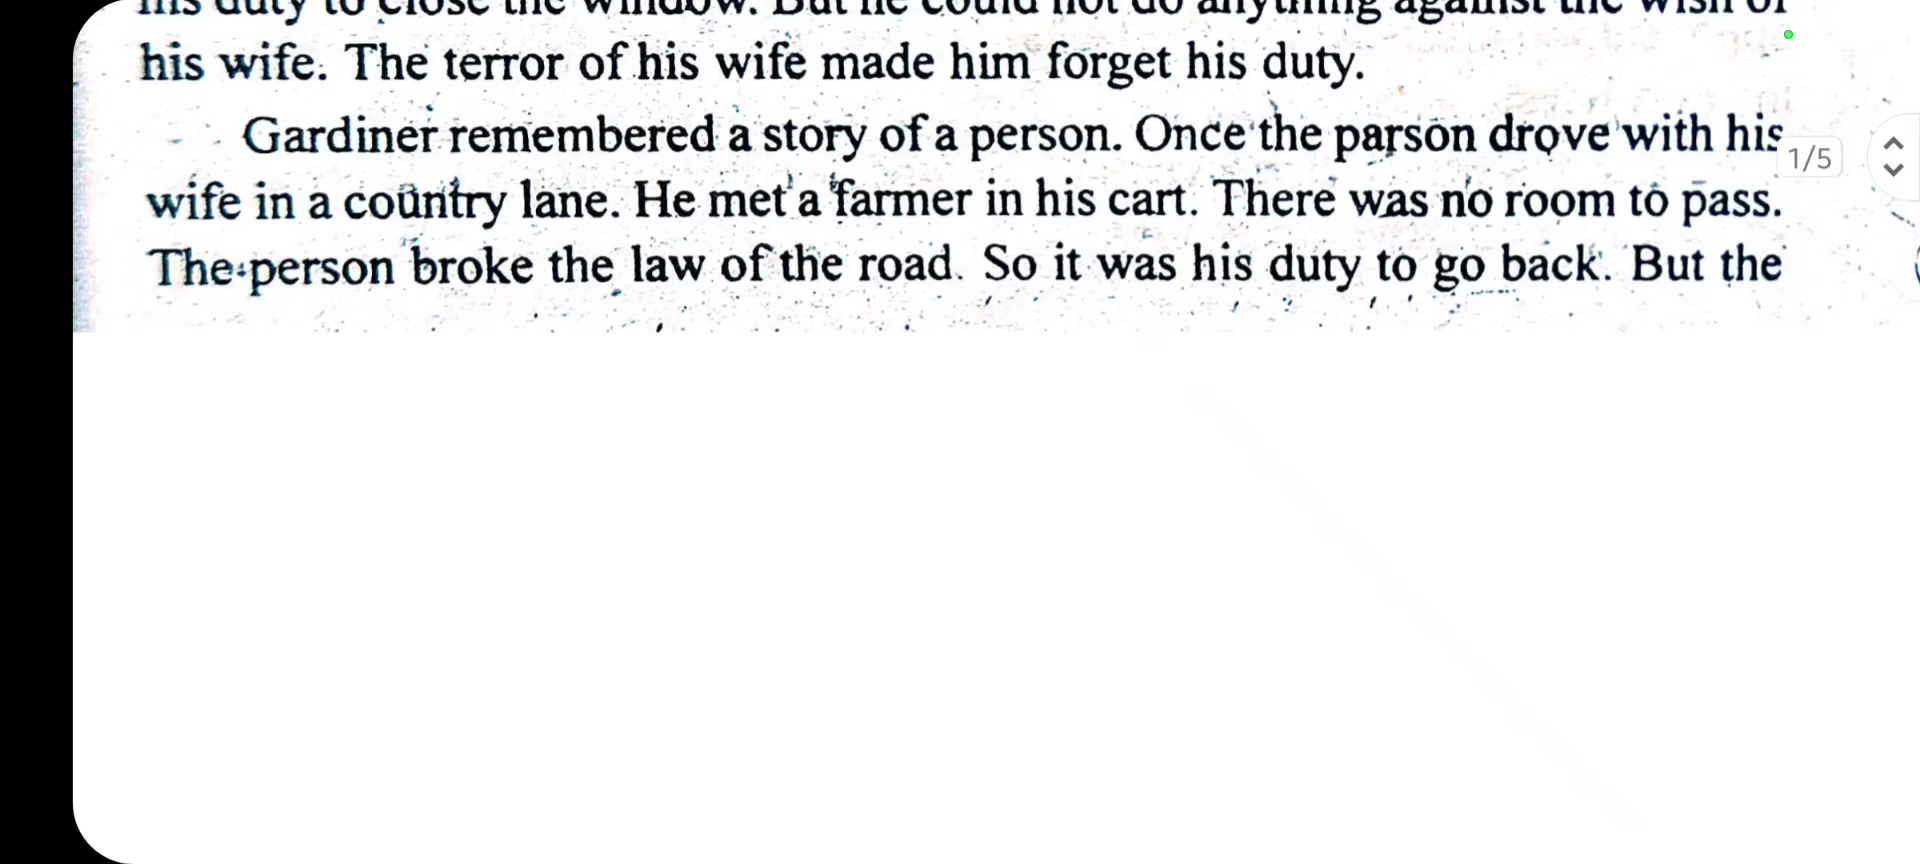 his duty to close the window. But he could not do anything against the wish of
his wife. The terror of his wife made him forget his duty.
Gardiner remembered a story of a person. Once the parson drove with his
1/5
wife in a country lane. He met a farmer in his cart. There was no room to pass.
The person broke the law of the road. So it was his duty to go back. But the